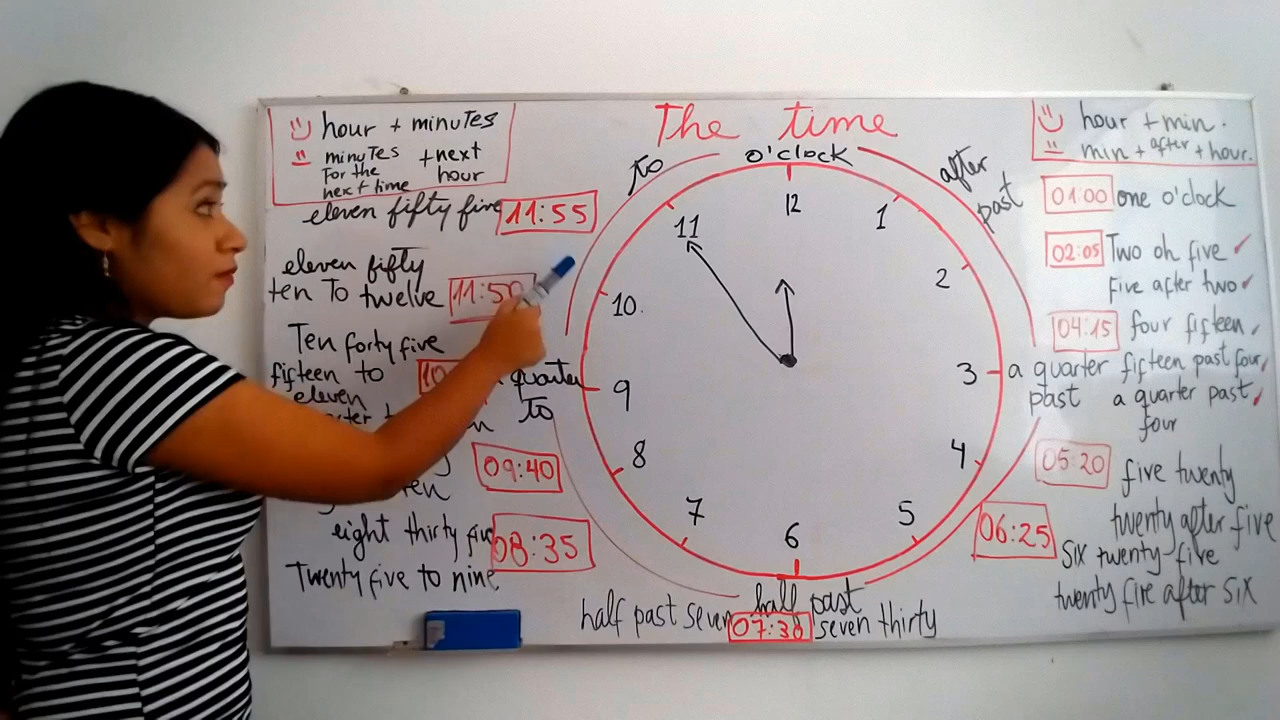 The time
hour + minutes
minutes + next
For the hour
next time
eleven fifty five 11:55
eleven fifty
ten To twelve 11:50
Ten forty five
fifteen to
eleven
09:40
eight thirty five
08:35
Twenty five to nine
to
o'clock
after
past
a quarter
to
a quarter
past
half past
12
1
2
3
4
5
6
7
8
9
10
11
half past seven 07:30 seven thirty
hour + min.
min + after + hour.
01:00 one o'clock
02:05 Two oh five
five after two
04:15 four fifteen
fifteen past four
a quarter past
four
05:20 five twenty
twenty after five
06:25 Six twenty-five
twenty five after six